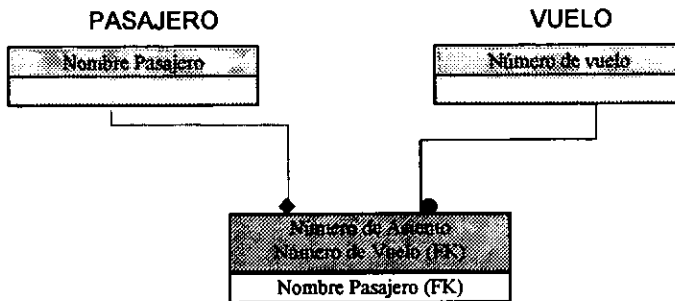 PASAJERO
VUELO
Nombre Pasajero
Número de vuelo
Número de Asiento
Número de Vuelo (FK)
Nombre Pasajero (FK)